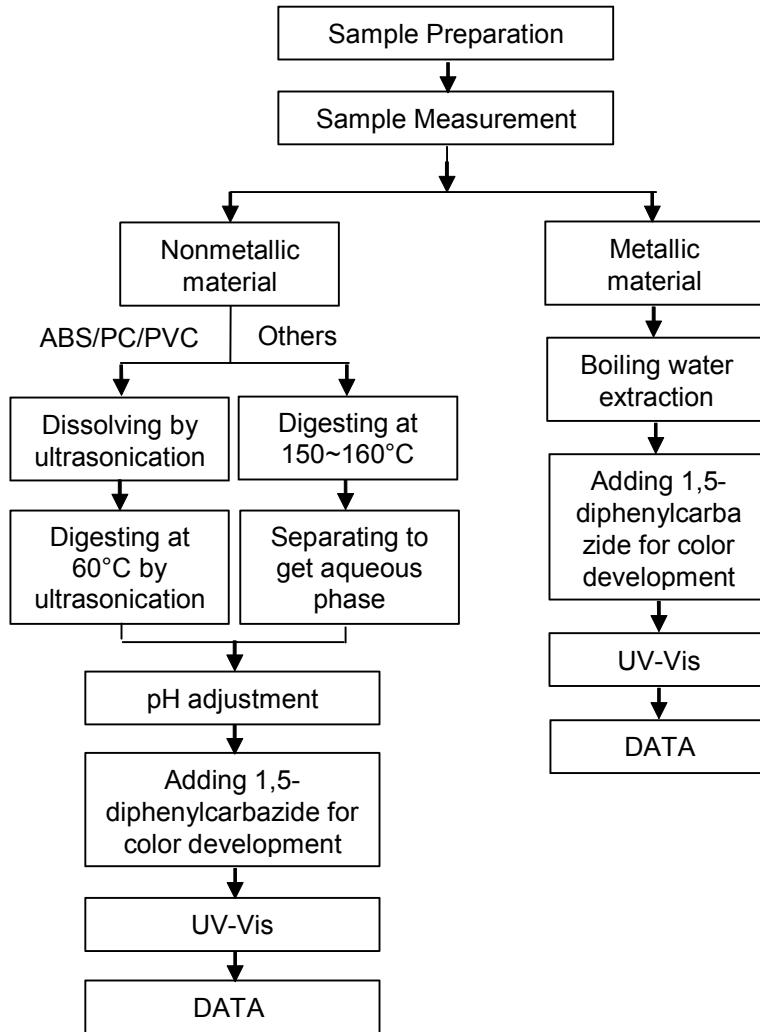 Sample Preparation
Sample Measurement
Nonmetallic
material
ABS/PC/PVC
Others
Dissolving by
ultrasonication
Digesting at
150~160°C
Digesting at
60°C by
ultrasonication
Separating to
get aqueous
phase
pH adjustment
Adding 1,5-
diphenylcarbazide for
color development
UV-Vis
DATA
Metallic
material
Boiling water
extraction
Adding 1,5-
diphenylcarba
zide for color
development
UV-Vis
DATA